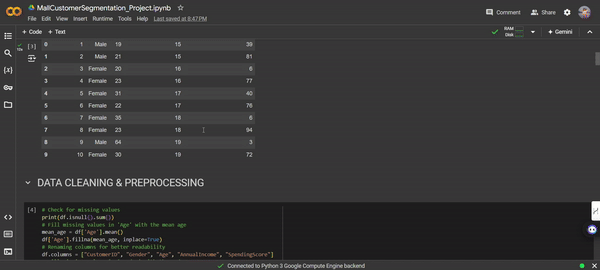 MallCustomerSegmentation_Project.ipynb
File Edit View Insert Runtime Tools Help Last saved at 8:47 PM
Comment Share
+ Code + Text
RAM
Disk
Gemini
[3]
0 1 Male 19 15 39
1 2 Male 21 15 81
2 3 Female 20 16 6
3 4 Female 23 16 77
4 5 Female 31 17 40
5 6 Female 22 17 76
6 7 Female 35 18 6
7 8 Female 23 18 94
8 9 Male 64 19 3
9 10 Female 30 19 72
DATA CLEANING & PREPROCESSING
[4] # Check for missing values
print(df.isnull().sum())
# Fill missing values in 'Age' with the mean age
mean_age = df['Age'].mean()
df['Age'].fillna(mean_age, inplace=True)
# Renaming columns for better readability
df.columns = ["CustomerID", "Gender", "Age", "AnnualIncome", "SpendingScore"]
Connected to Python 3 Google Compute Engine backend